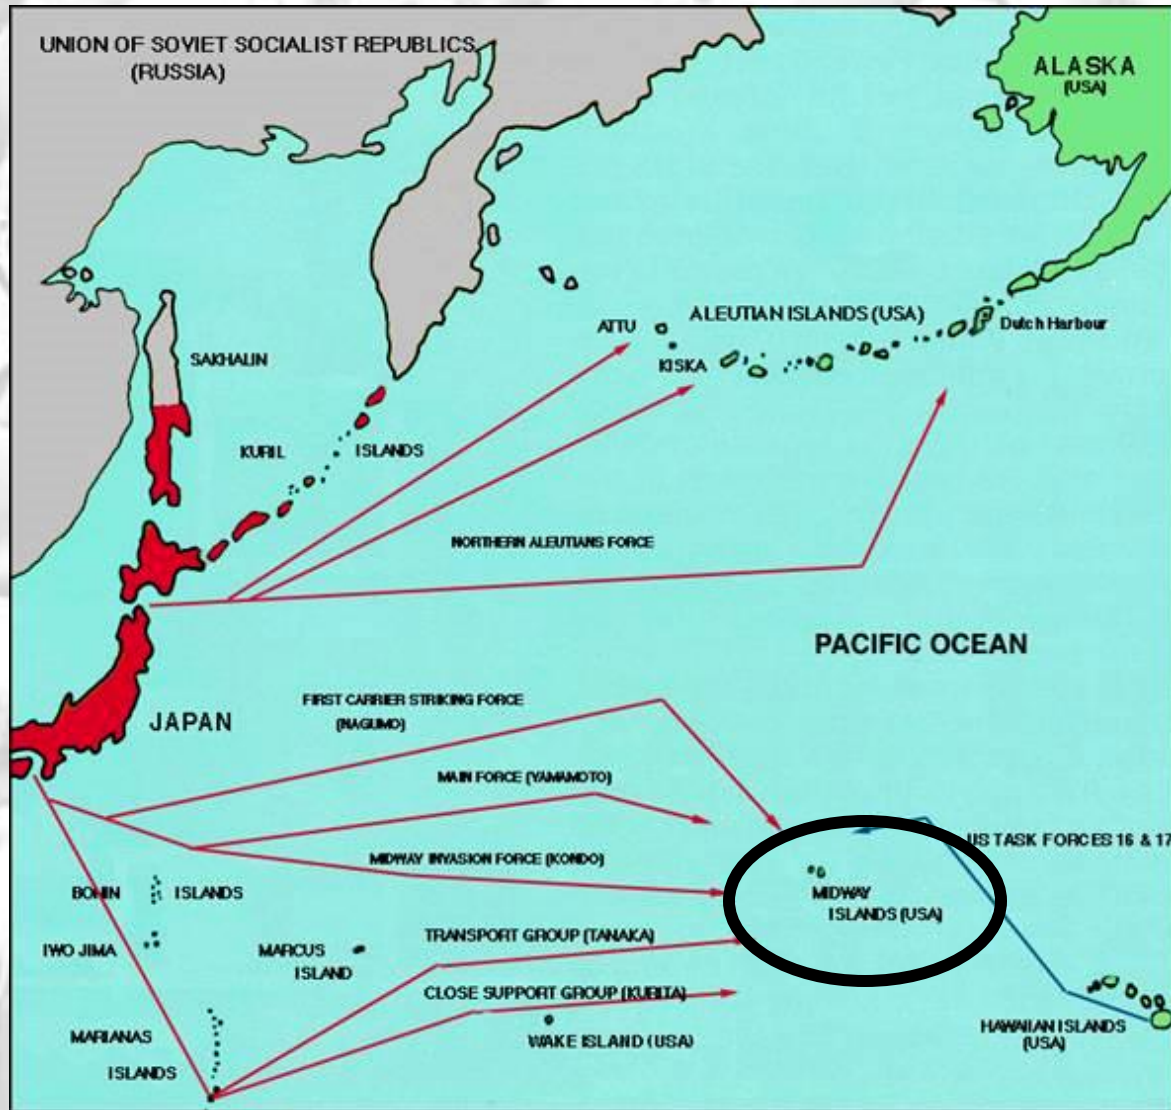 UNION OF SOVIET SOCIALIST REPUBLICS
(RUSSIA)
ALASKA
(USA)
ALEUTIAN ISLANDS (USA)
ATTU
Dutch Harbour
SAKHALIN
KISKA
KURIL ISLANDS
NORTHERN ALEUTIANS FORCE
PACIFIC OCEAN
FIRST CARRIER STRIKING FORCE
(NAGUMO)
JAPAN
MAIN FORCE (YAMAMOTO)
US TASK FORCES 16 & 17
MIDWAY INVASION FORCE (KONDO)
BONIN ISLANDS
MIDWAY
ISLANDS (USA)
TRANSPORT GROUP (TANAKA)
IWO JIMA
MARCUS
ISLAND
CLOSE SUPPORT GROUP (KURITA)
HAWAIIAN ISLANDS
(USA)
MARIANAS
ISLANDS
WAKE ISLAND (USA)